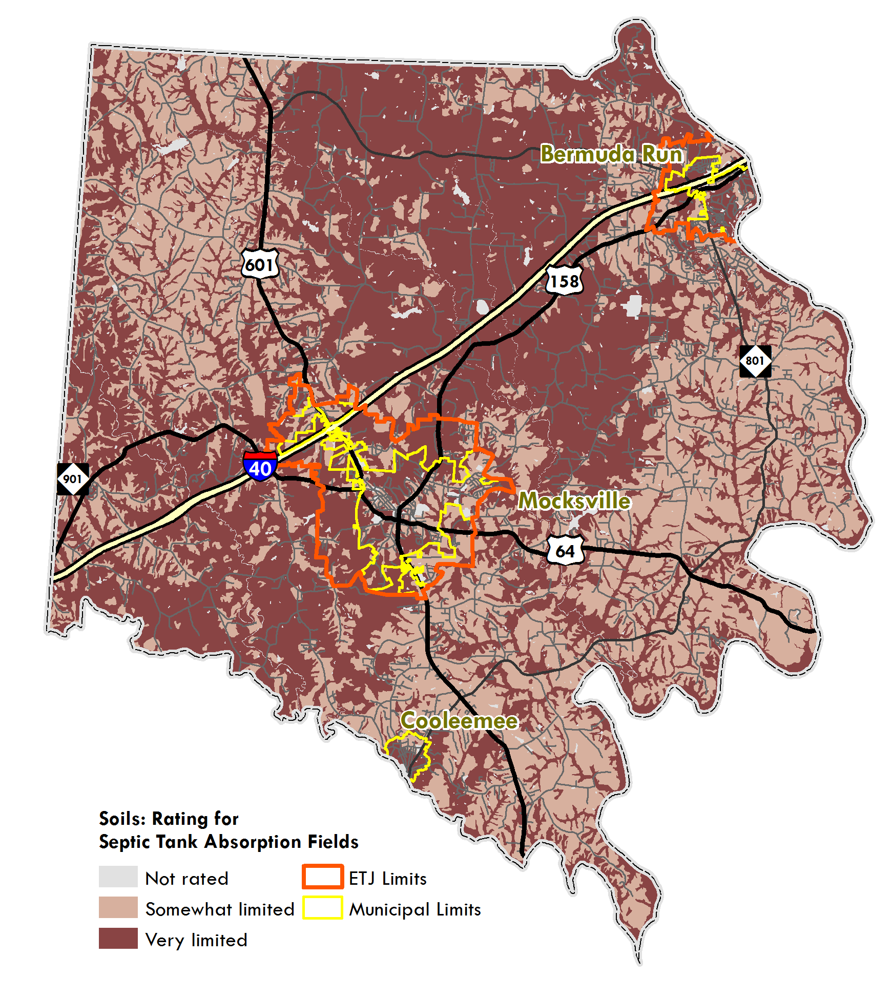 Bermuda Run
601
158
801
40
901
Mocksville
64
Cooleemee
Soils: Rating for
Septic Tank Absorption Fields
Not rated
ETJ Limits
Somewhat limited
Municipal Limits
Very limited